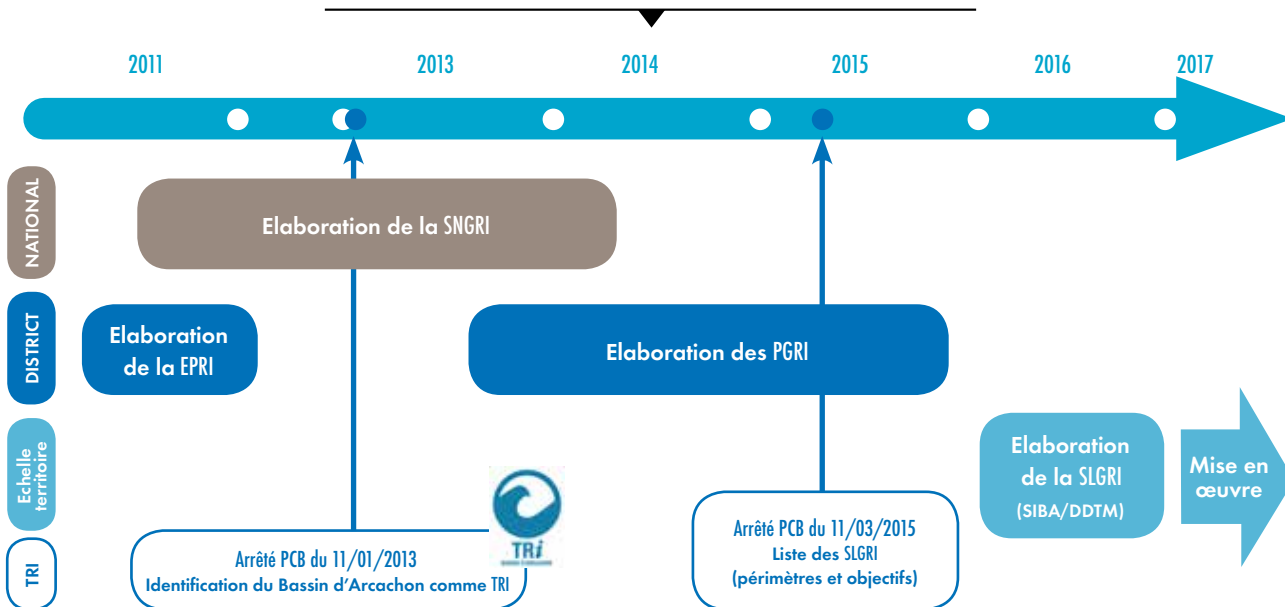 2011 2013 2014 2015 2016 2017
NATIONAL
Elaboration de la SNGRI
DISTRICT
Elaboration
de la EPRI
Elaboration des PGRI
Echelle
territoire
Elaboration
de la SLGRI
(SIBA/DDTM)
Mise en
œuvre
TRI
Arrêté PCB du 11/01/2013
Identification du Bassin d'Arcachon comme TRI
TRi
Arrêté PCB du 11/03/2015
Liste des SLGRI
(périmètres et objectifs)